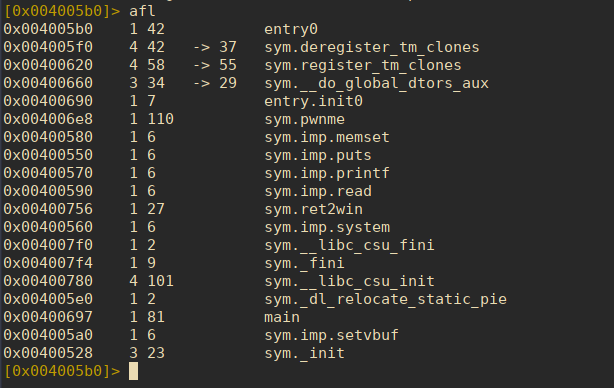 [0x004005b0]> afl
0x004005b0    1 42           entry0
0x004005f0    4 42   -> 37   sym.deregister_tm_clones
0x00400620    4 58   -> 55   sym.register_tm_clones
0x00400660    3 34   -> 29   sym.__do_global_dtors_aux
0x00400690    1 7            entry.init0
0x004006e8    1 110          sym.pwnme
0x00400580    1 6            sym.imp.memset
0x00400550    1 6            sym.imp.puts
0x00400570    1 6            sym.imp.printf
0x00400590    1 6            sym.imp.read
0x00400756    1 27           sym.ret2win
0x00400560    1 6            sym.imp.system
0x004007f0    1 2            sym.__libc_csu_fini
0x004007f4    1 9            sym._fini
0x00400780    4 101          sym.__libc_csu_init
0x004005e0    1 2            sym._dl_relocate_static_pie
0x00400697    1 81           main
0x004005a0    1 6            sym.imp.setvbuf
0x00400528    3 23           sym._init
[0x004005b0]>